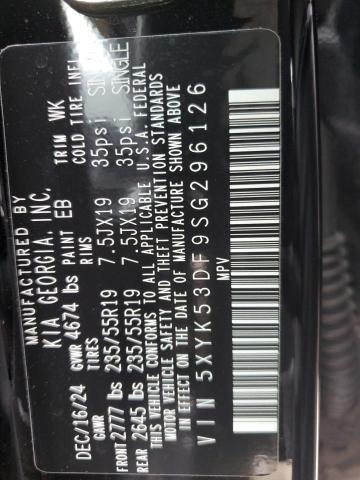 MANUFACTURED BY
KIA GEORGIA, INC.
DEC/16/24 GVWR 4674 lbs PAINT EB TRIM WK
GAWR TIRES RIMS COLD TIRE INFL
FRONT 2777 lbs 235/55R19 7.5JX19 35psi SINGLE
REAR 2645 lbs 235/55R19 7.5JX19 35psi SINGLE
THIS VEHICLE CONFORMS TO ALL APPLICABLE U.S.A. FEDERAL
MOTOR VEHICLE SAFETY AND THEFT PREVENTION STANDARDS
IN EFFECT ON THE DATE OF MANUFACTURE SHOWN ABOVE
VIN 5XYK53DF9SG296126
MPV